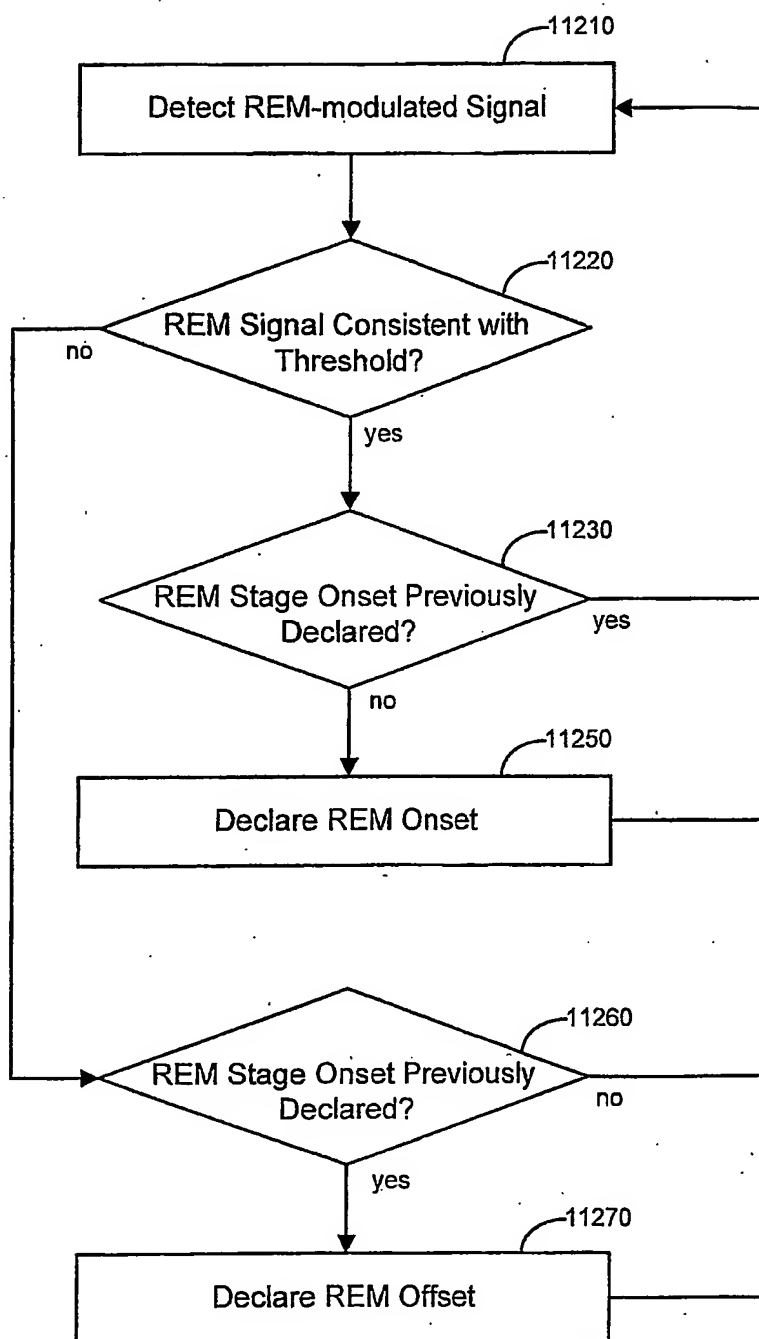 11210
Detect REM-modulated Signal
11220
REM Signal Consistent with
Threshold?
no
yes
11230
REM Stage Onset Previously
Declared?
yes
no
11250
Declare REM Onset
11260
REM Stage Onset Previously
Declared?
no
yes
11270
Declare REM Offset